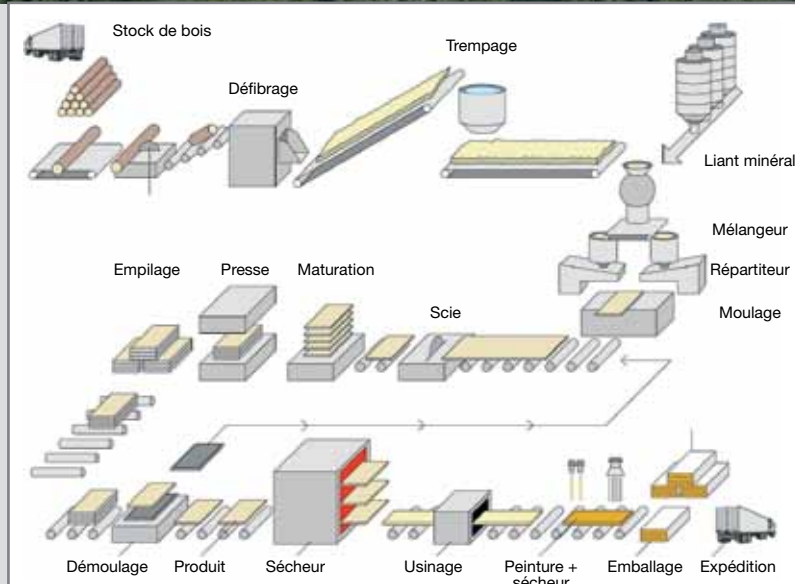 Stock de bois
Trempage
Défibrage
Liant minéral
Mélangeur
Répartiteur
Moulage
Empilage
Presse
Maturation
Scie
Démoulage
Produit
Sécheur
Usinage
Peinture +
sécheur
Emballage
Expédition